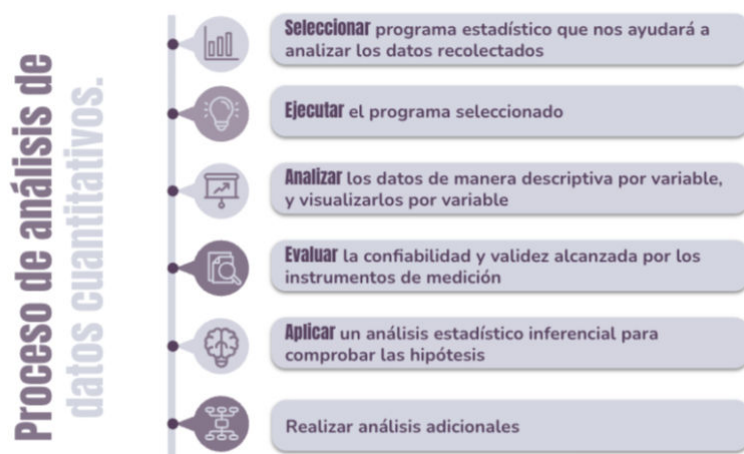 Proceso de análisis de
datos cuantitativos.
Seleccionar programa estadístico que nos ayudará a
analizar los datos recolectados
Ejecutar el programa seleccionado
Analizar los datos de manera descriptiva por variable,
y visualizarlos por variable
Evaluar la confiabilidad y validez alcanzada por los
instrumentos de medición
Aplicar un análisis estadístico inferencial para
comprobar las hipótesis
Realizar análisis adicionales